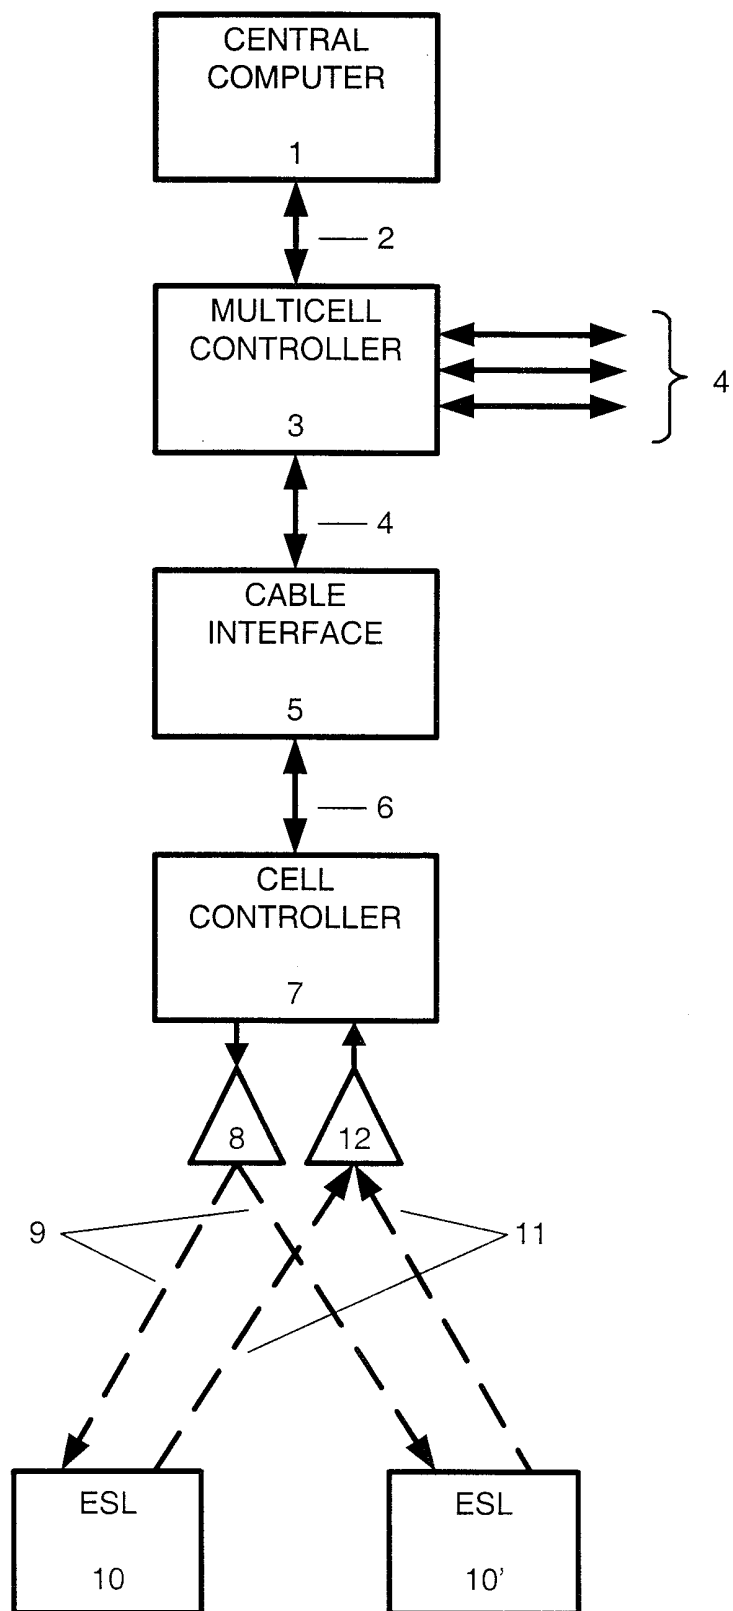 CENTRAL
COMPUTER
1
2
MULTICELL
CONTROLLER
3
4
4
CABLE
INTERFACE
5
6
CELL
CONTROLLER
7
8
12
9
11
ESL
10
ESL
10'